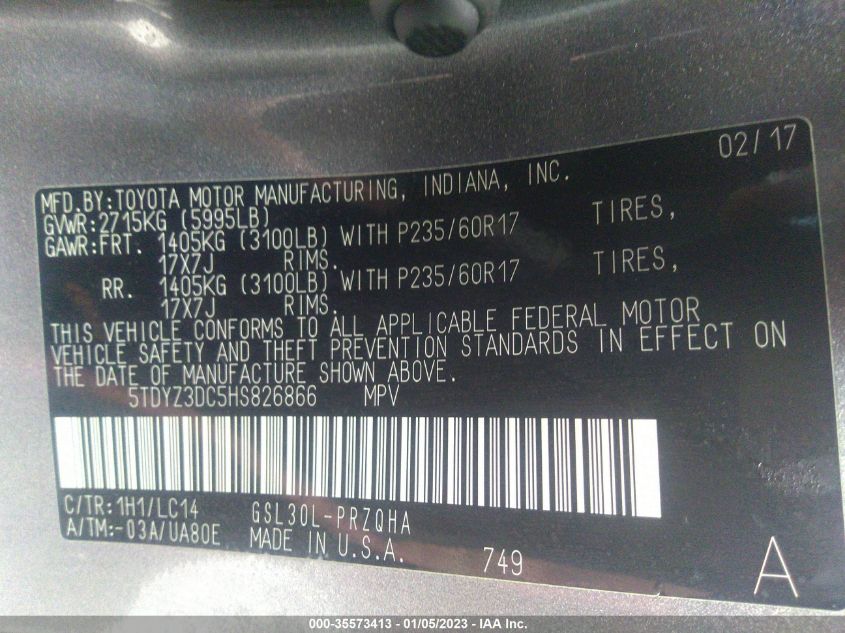 02/17
MFD.BY:TOYOTA MOTOR MANUFACTURING, INDIANA, INC.
GVWR:2715KG (5995LB)
GAWR:FRT. 1405KG (3100LB) WITH P235/60R17 TIRES,
17X7J RIMS.
RR. 1405KG (3100LB) WITH P235/60R17 TIRES,
17X7J RIMS.
THIS VEHICLE CONFORMS TO ALL APPLICABLE FEDERAL MOTOR
VEHICLE SAFETY AND THEFT PREVENTION STANDARDS IN EFFECT ON
THE DATE OF MANUFACTURE SHOWN ABOVE.
5TDYZ3DC5HS826866 MPV
C/TR:1H1/LC14 GSL30L-PRZQHA
A/TM:-03A/UA80E MADE IN U.S.A. 749 A
000-35573413 - 01/05/2023 - IAA Inc.